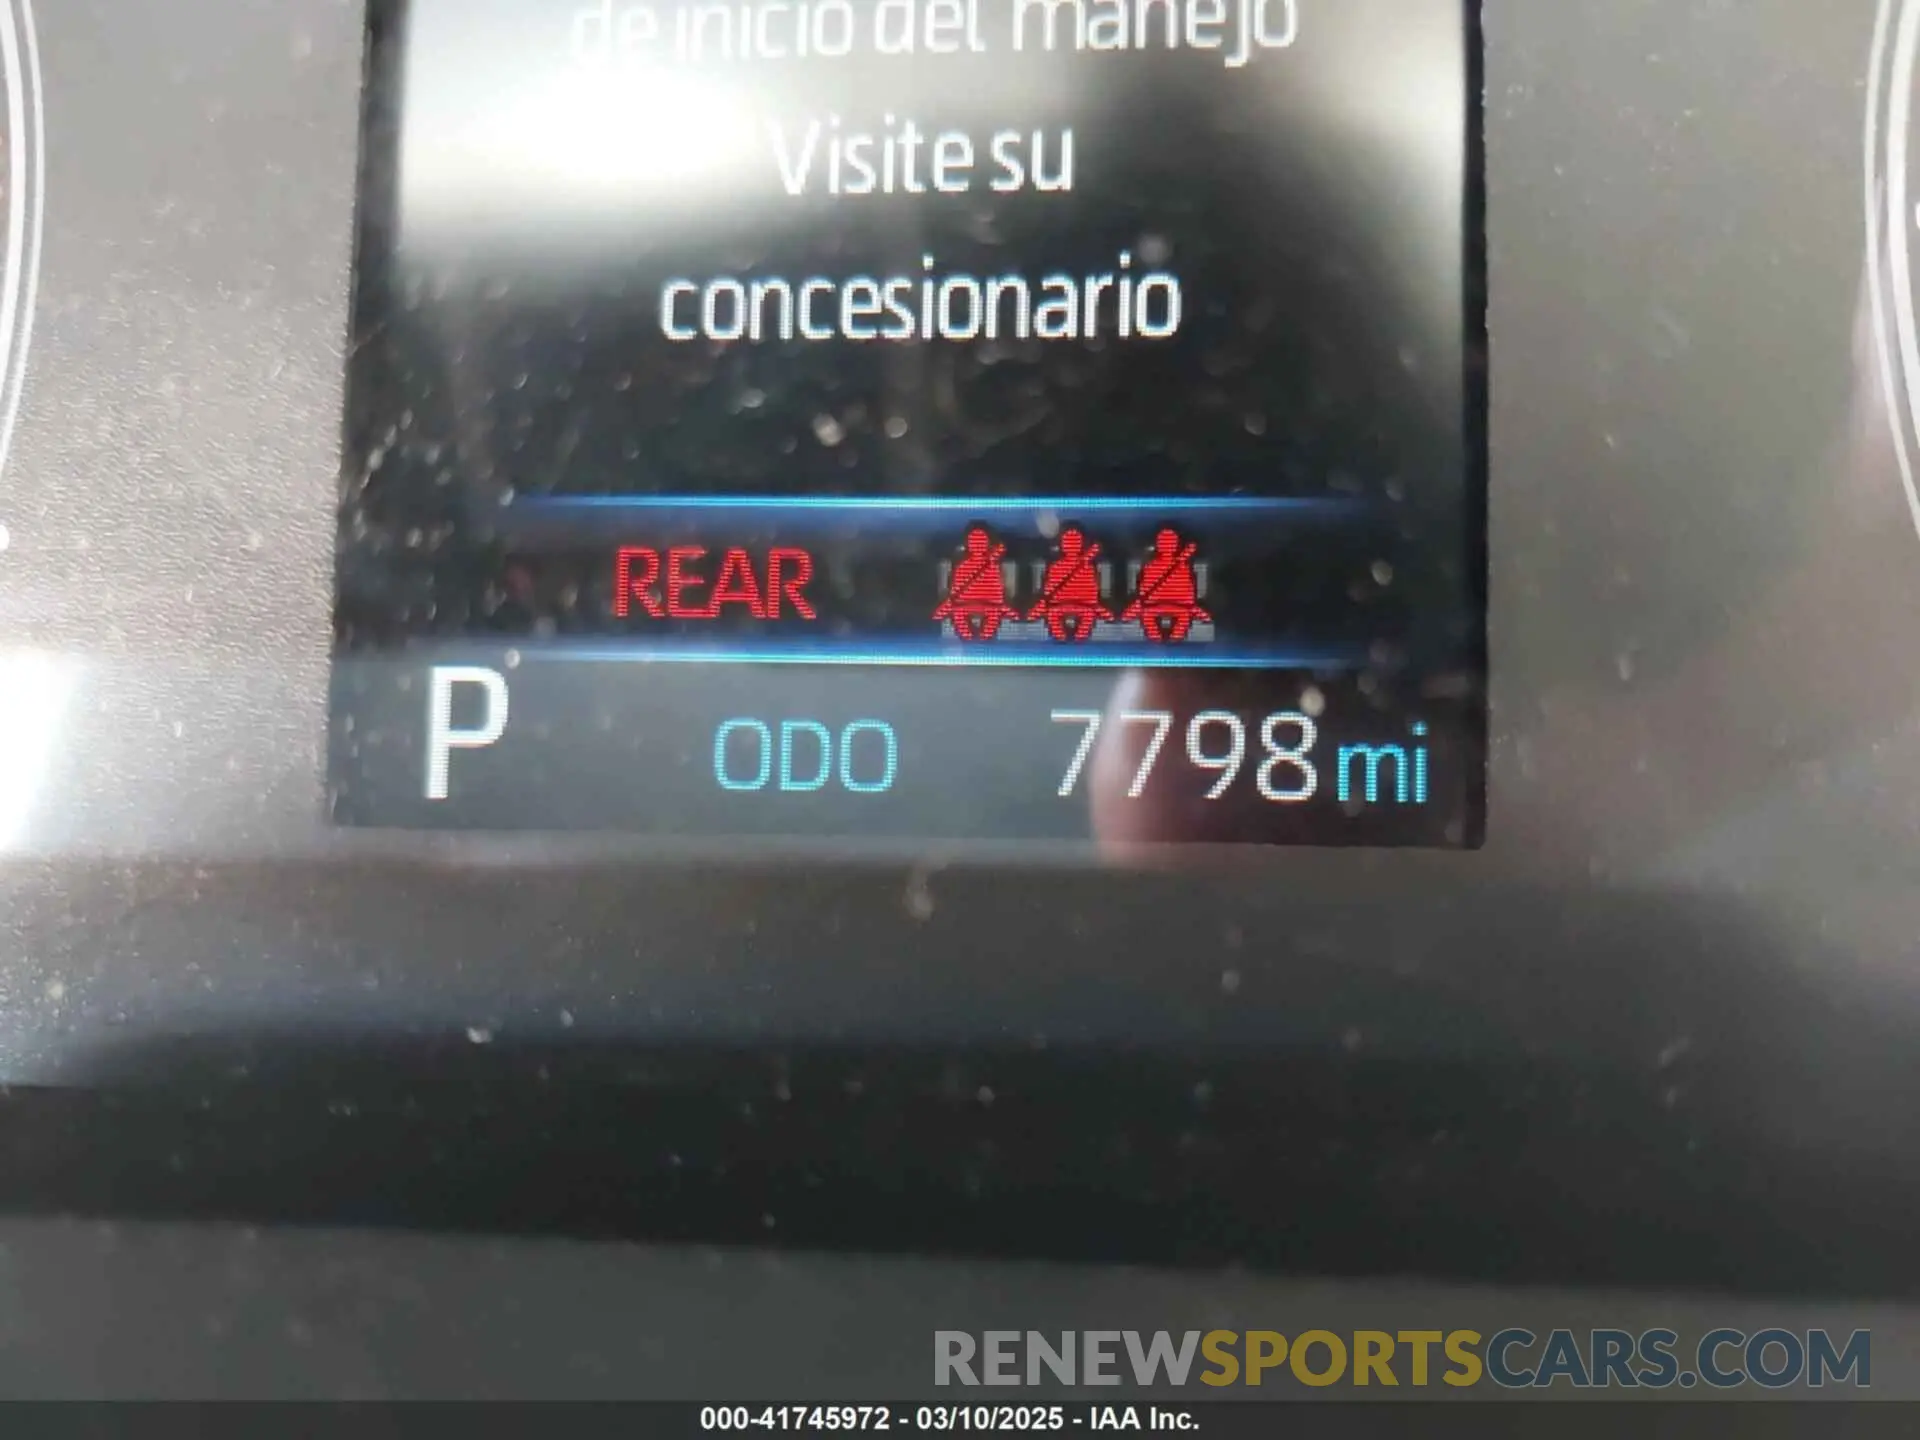 de inicio del manejo
Visite su
concesionario
REAR
P ODO 7798 mi
RENEWSPORTSCARS.COM
000-41745972 - 03/10/2025 - IAA Inc.